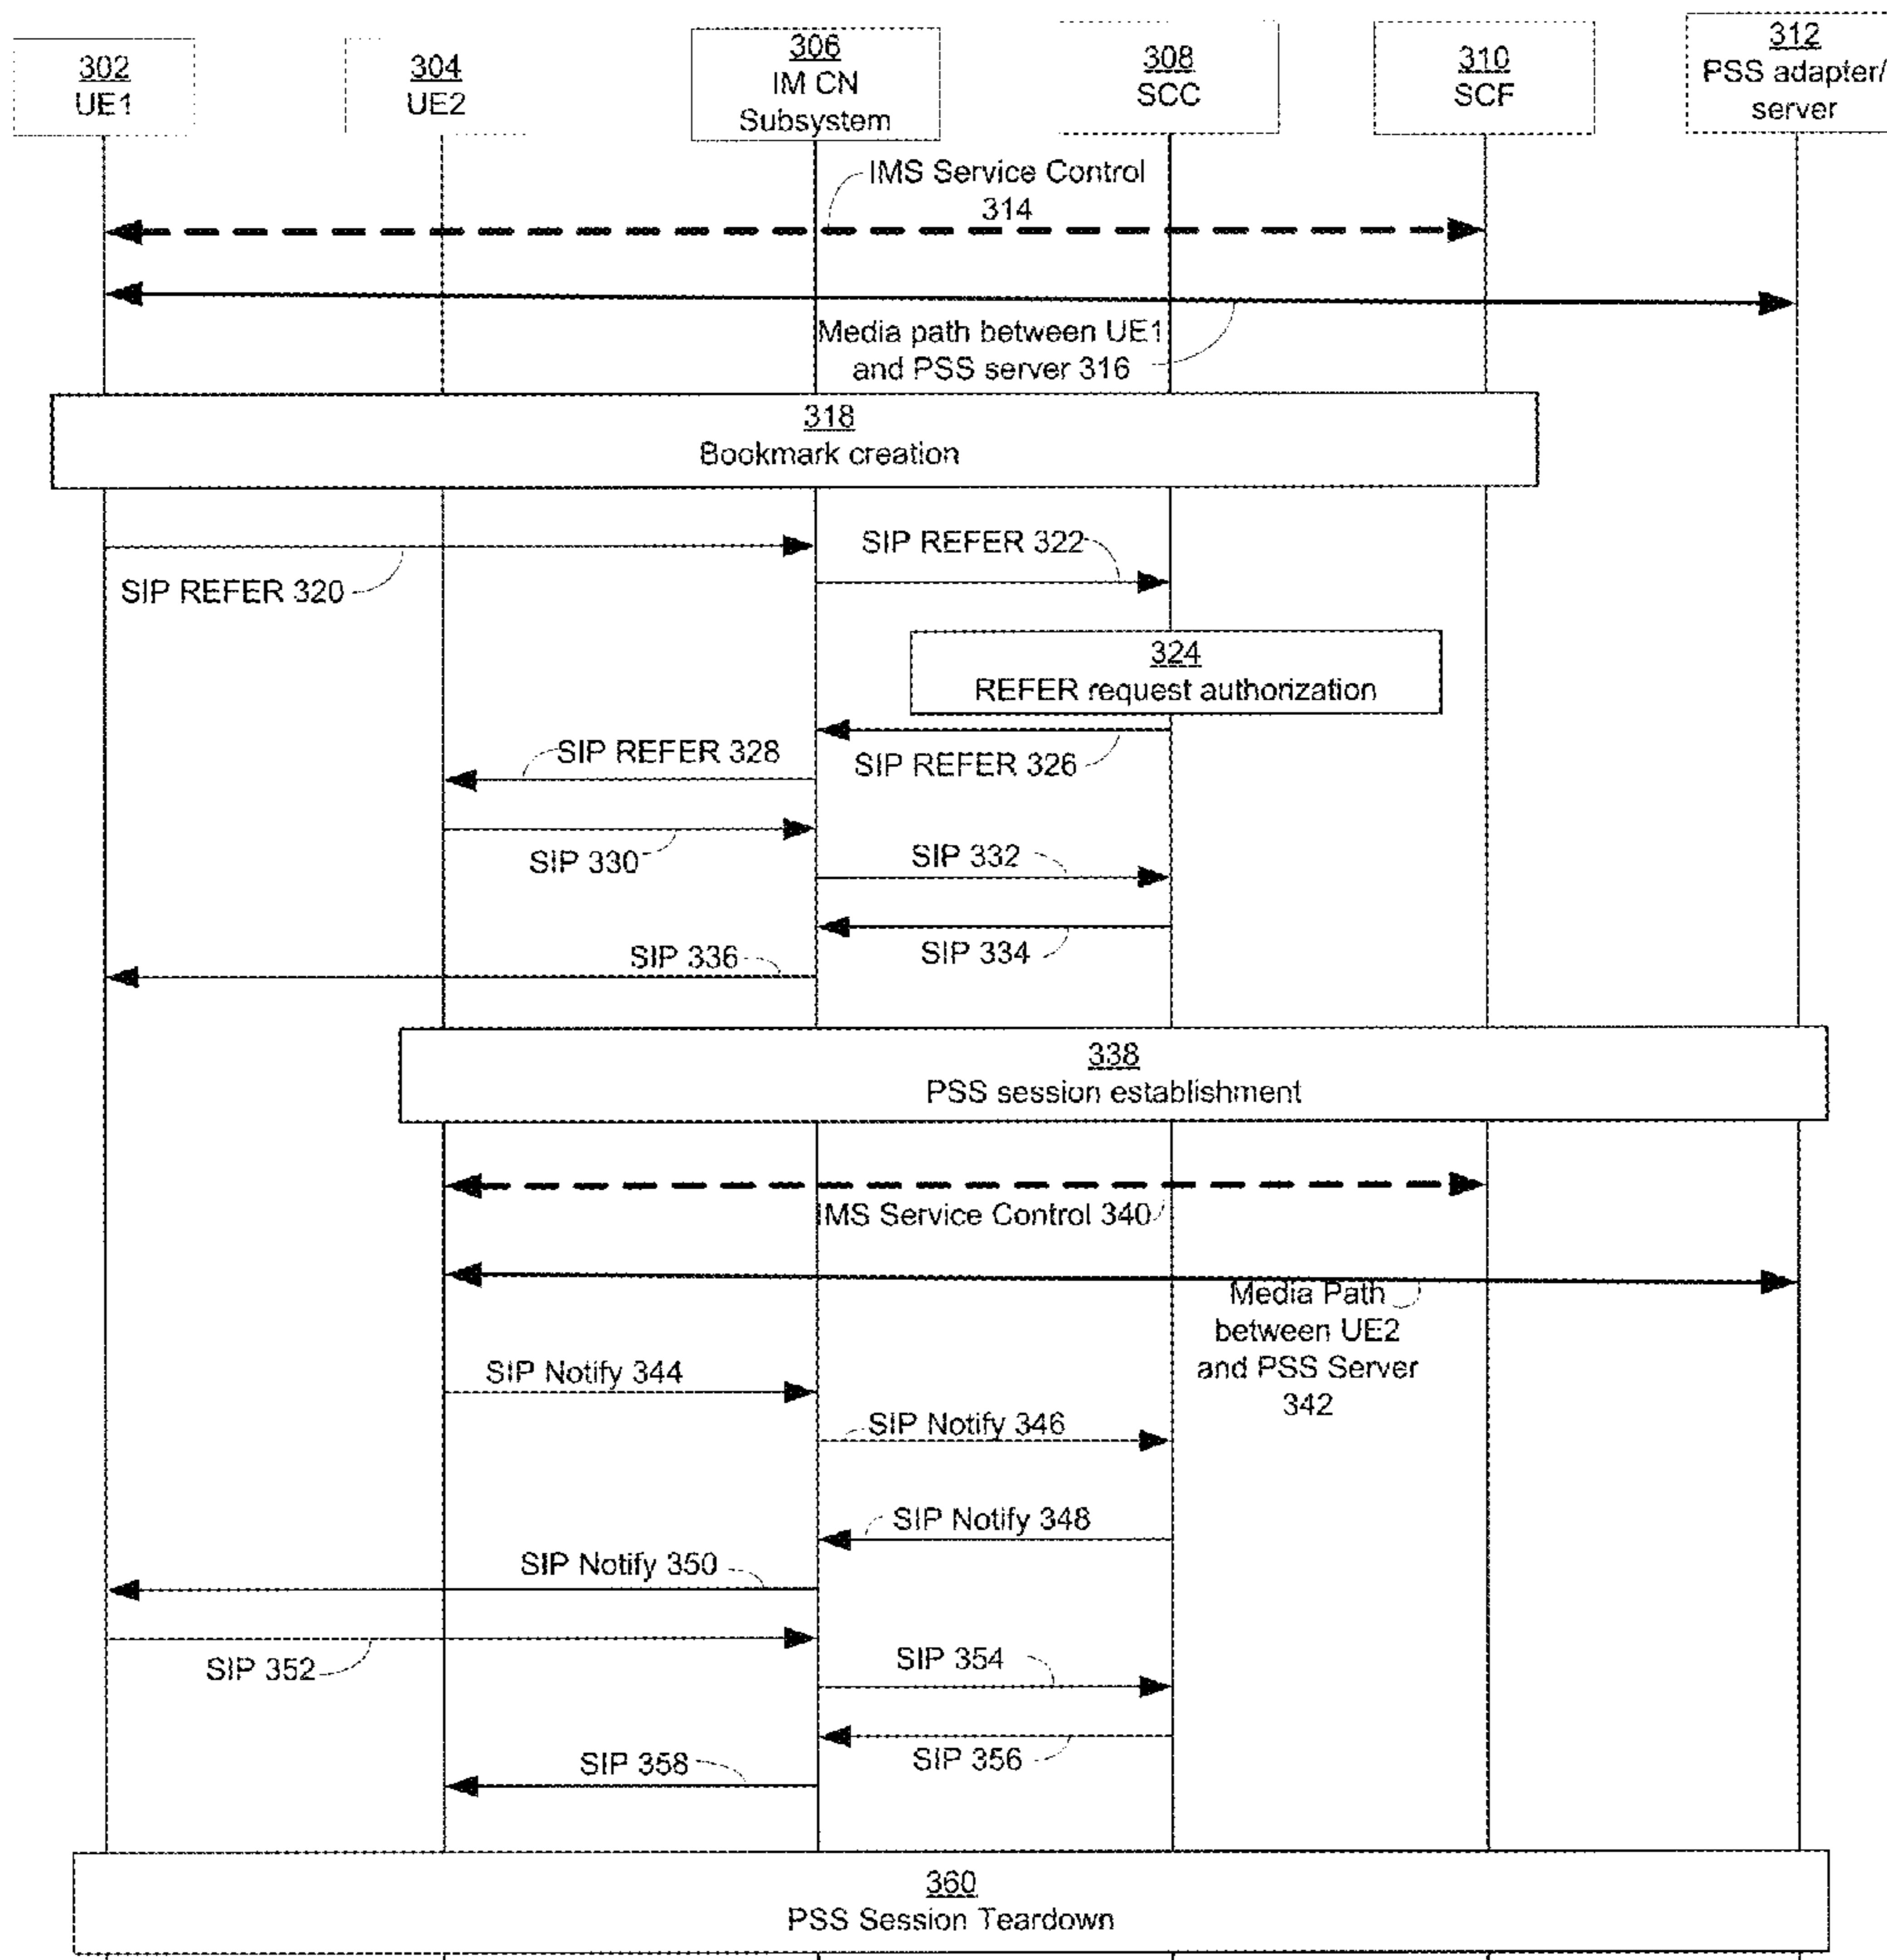 302
UE1
304
UE2
306
IM CN
Subsystem
308
SCC
310
SCF
312
PSS adapter/
server
IMS Service Control
314
Media path between UE1
and PSS server 316
318
Bookmark creation
SIP REFER 320
SIP REFER 322
324
REFER request authorization
SIP REFER 326
SIP REFER 328
SIP 330
SIP 332
SIP 334
SIP 336
338
PSS session establishment
IMS Service Control 340
Media Path
between UE2
and PSS Server
342
SIP Notify 344
SIP Notify 346
SIP Notify 348
SIP Notify 350
SIP 352
SIP 354
SIP 356
SIP 358
360
PSS Session Teardown